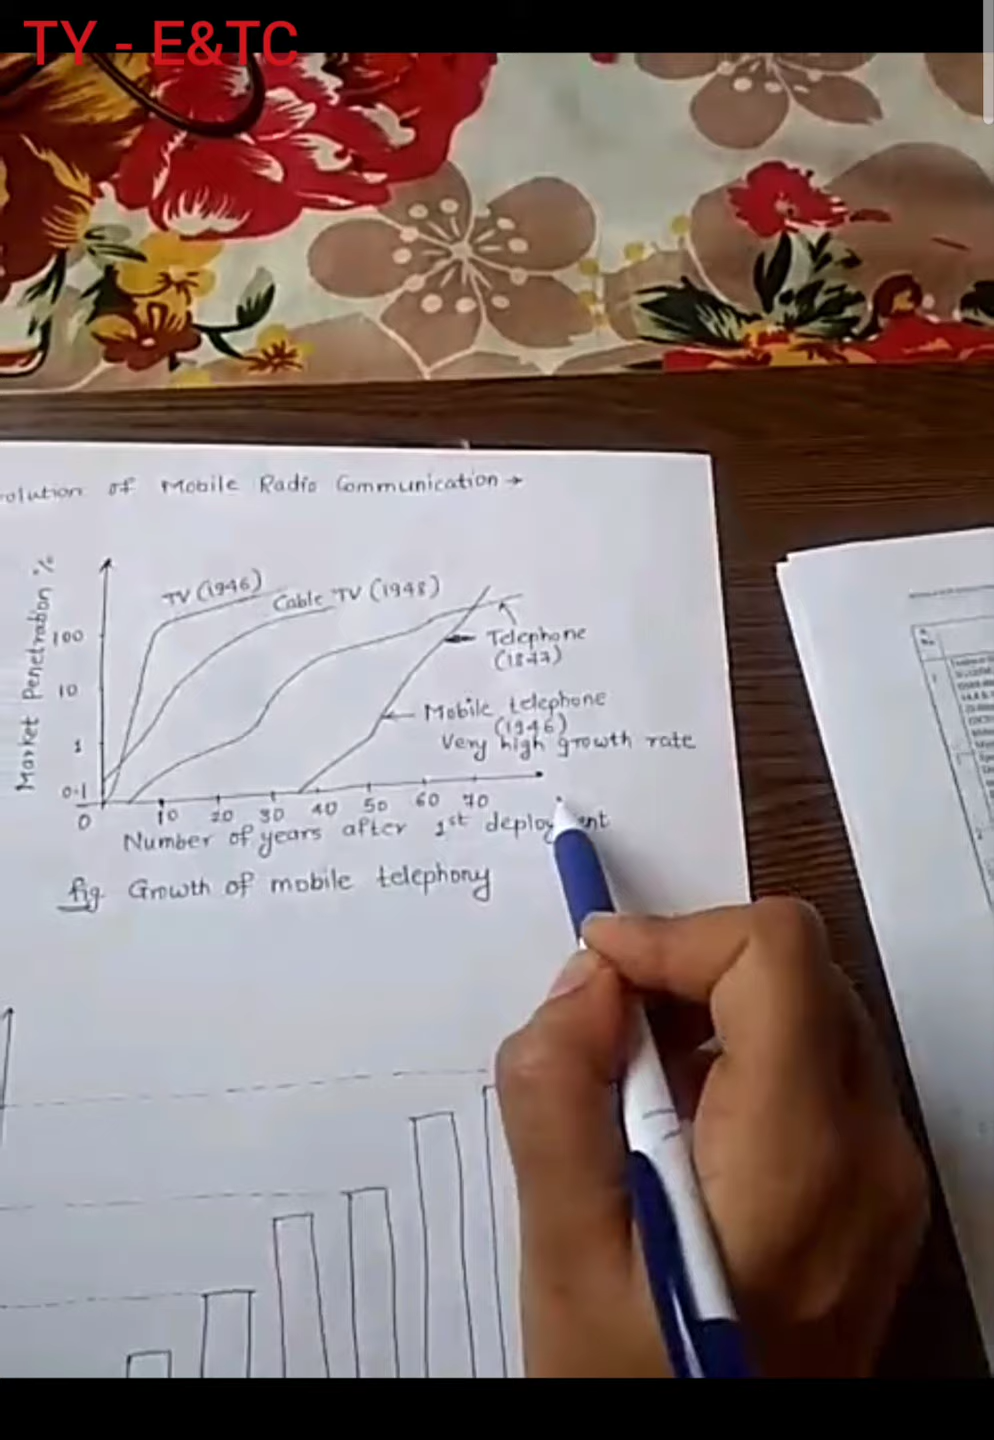 TY - E&TC
olution of Mobile Radio Communication →
Market Penetration %
TV (1946)
Cable TV (1948)
100
10
1
0.1
0
Telephone
(1877)
Mobile telephone
(1946)
Very high growth rate
10 20 30 40 50 60 70
Number of years after 1st deployment
fig Growth of mobile telephony